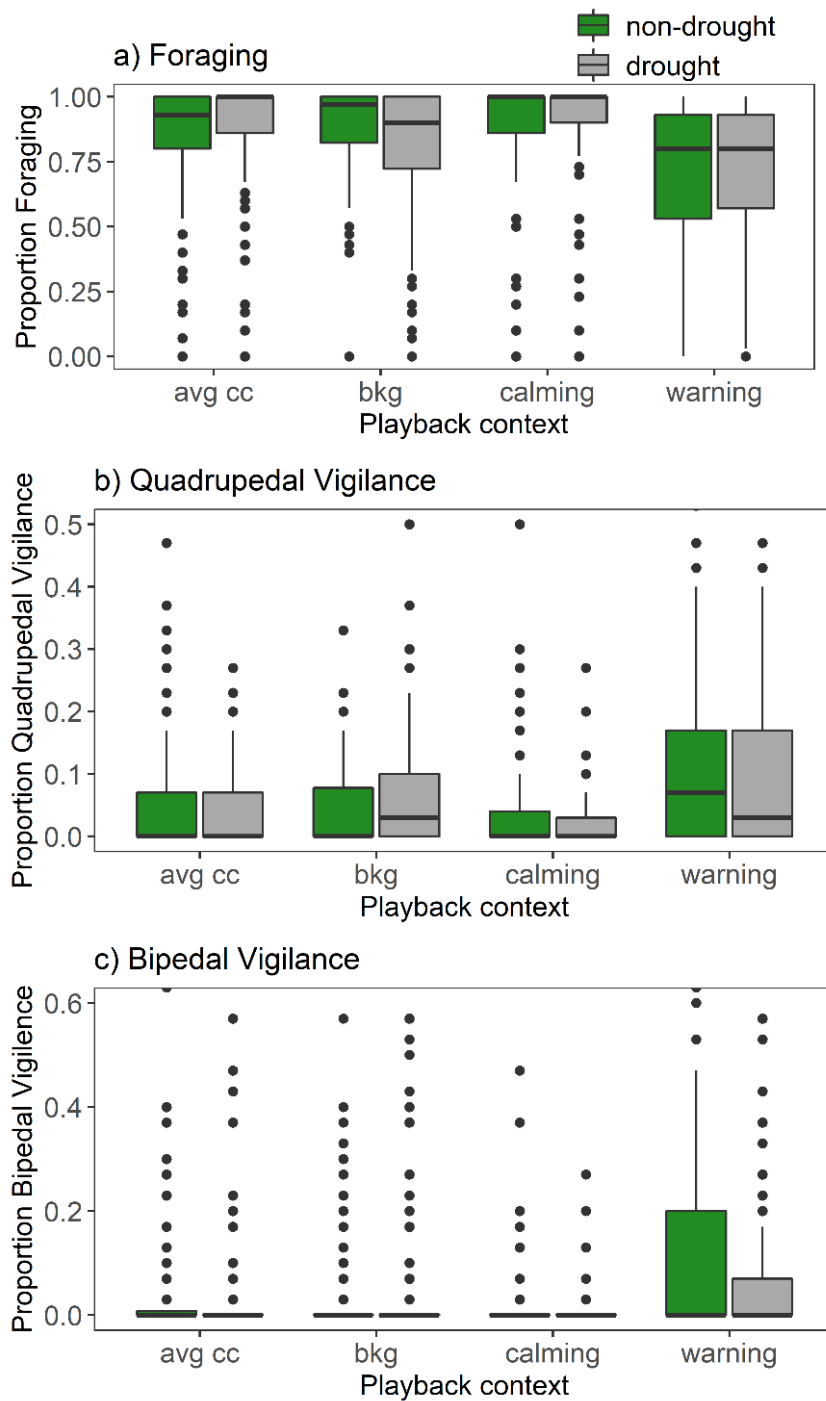 non-drought
drought
a) Foraging
Proportion Foraging
1.00
0.75
0.50
0.25
0.00
avg cc bkg calming warning
Playback context
b) Quadrupedal Vigilance
Proportion Quadrupedal Vigilance
0.5
0.4
0.3
0.2
0.1
0.0
avg cc bkg calming warning
Playback context
c) Bipedal Vigilance
Proportion Bipedal Vigilence
0.6
0.4
0.2
0.0
avg cc bkg calming warning
Playback context